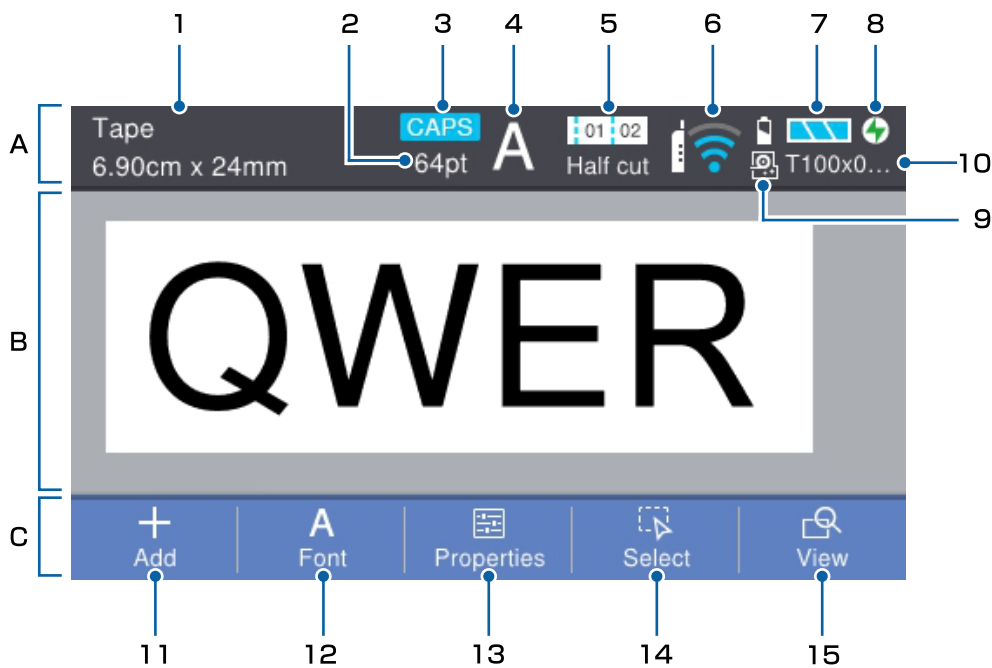 1 2 3 4 5 6 7 8
A
Tape
6.90cm x 24mm
CAPS
64pt
A
01 02
Half cut
T100x0...
10
9
B
QWER
C
Add
A
Font
Properties
Select
View
11 12 13 14 15